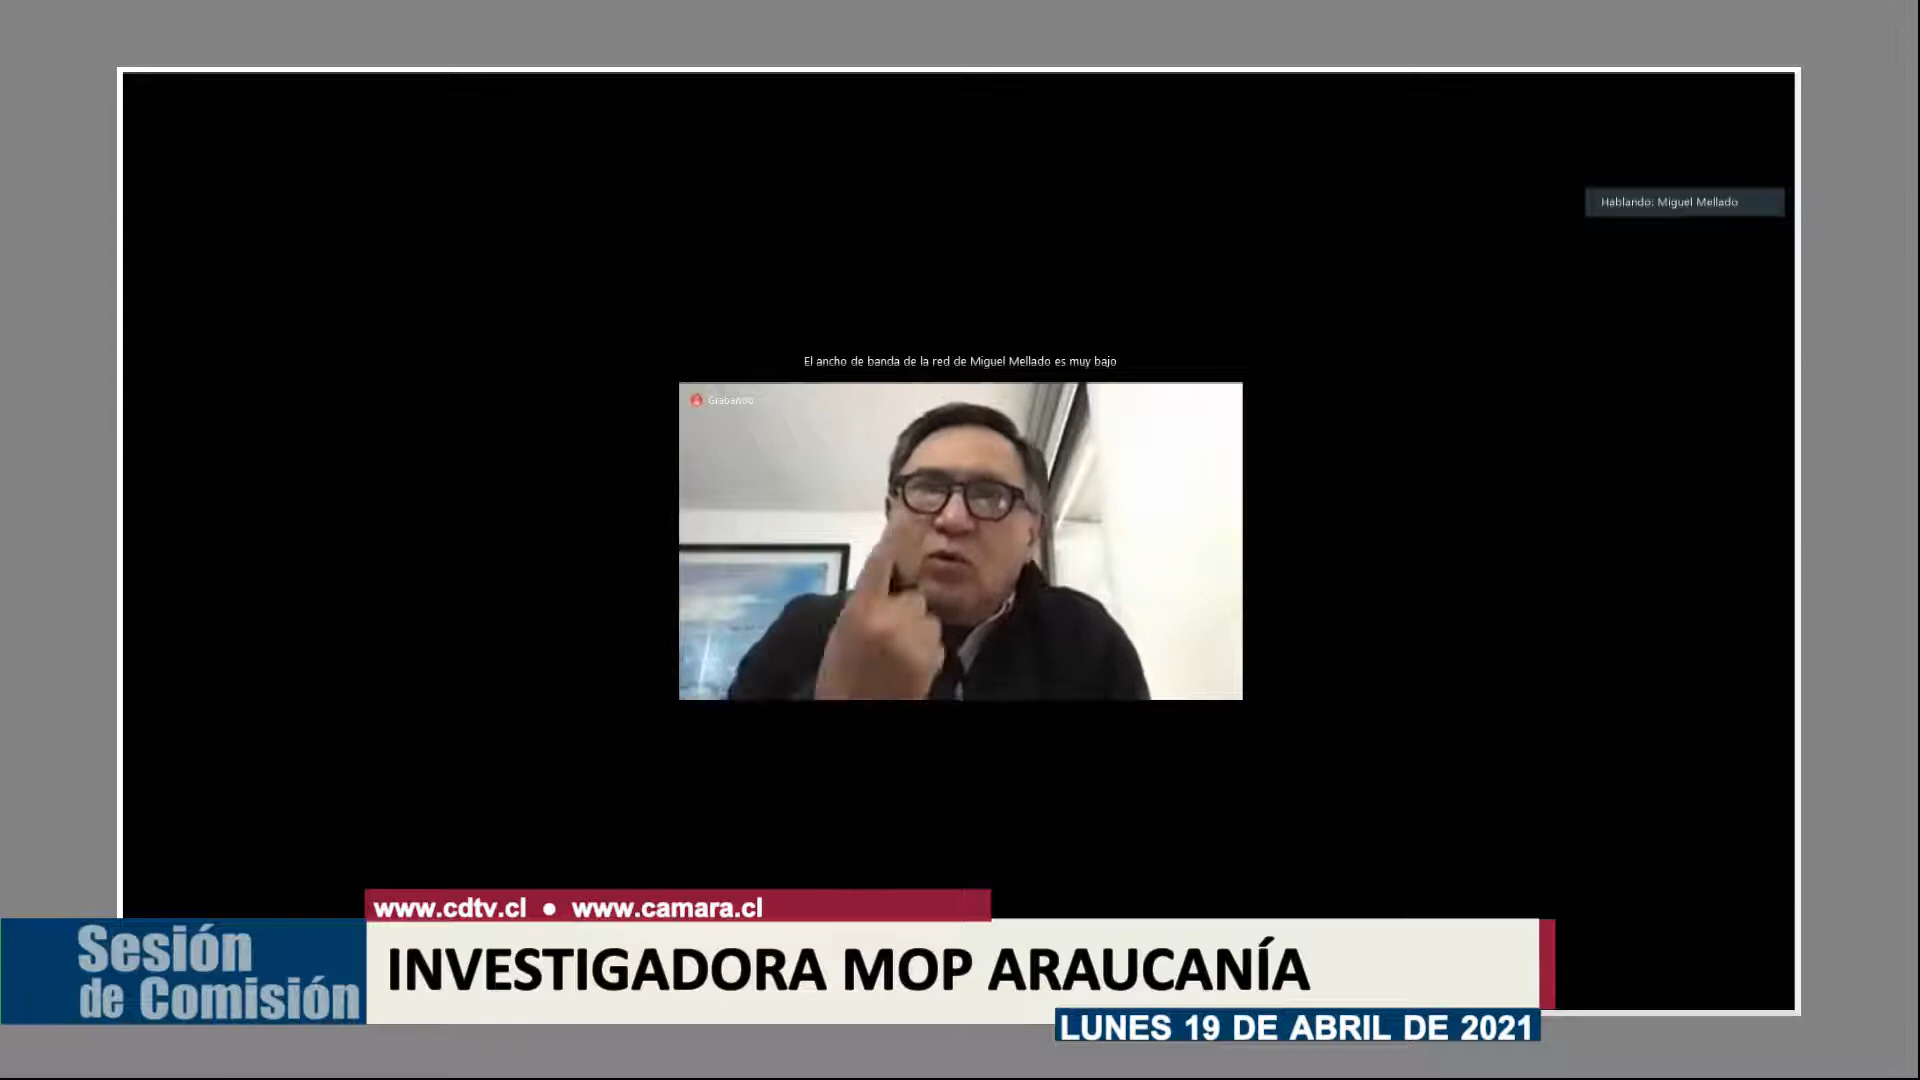 Hablando: Miguel Mellado
El ancho de banda de la red de Miguel Mellado es muy bajo
Grabando
www.cdtv.cl ● www.camara.cl
Sesión
de Comisión
INVESTIGADORA MOP ARAUCANÍA
LUNES 19 DE ABRIL DE 2021